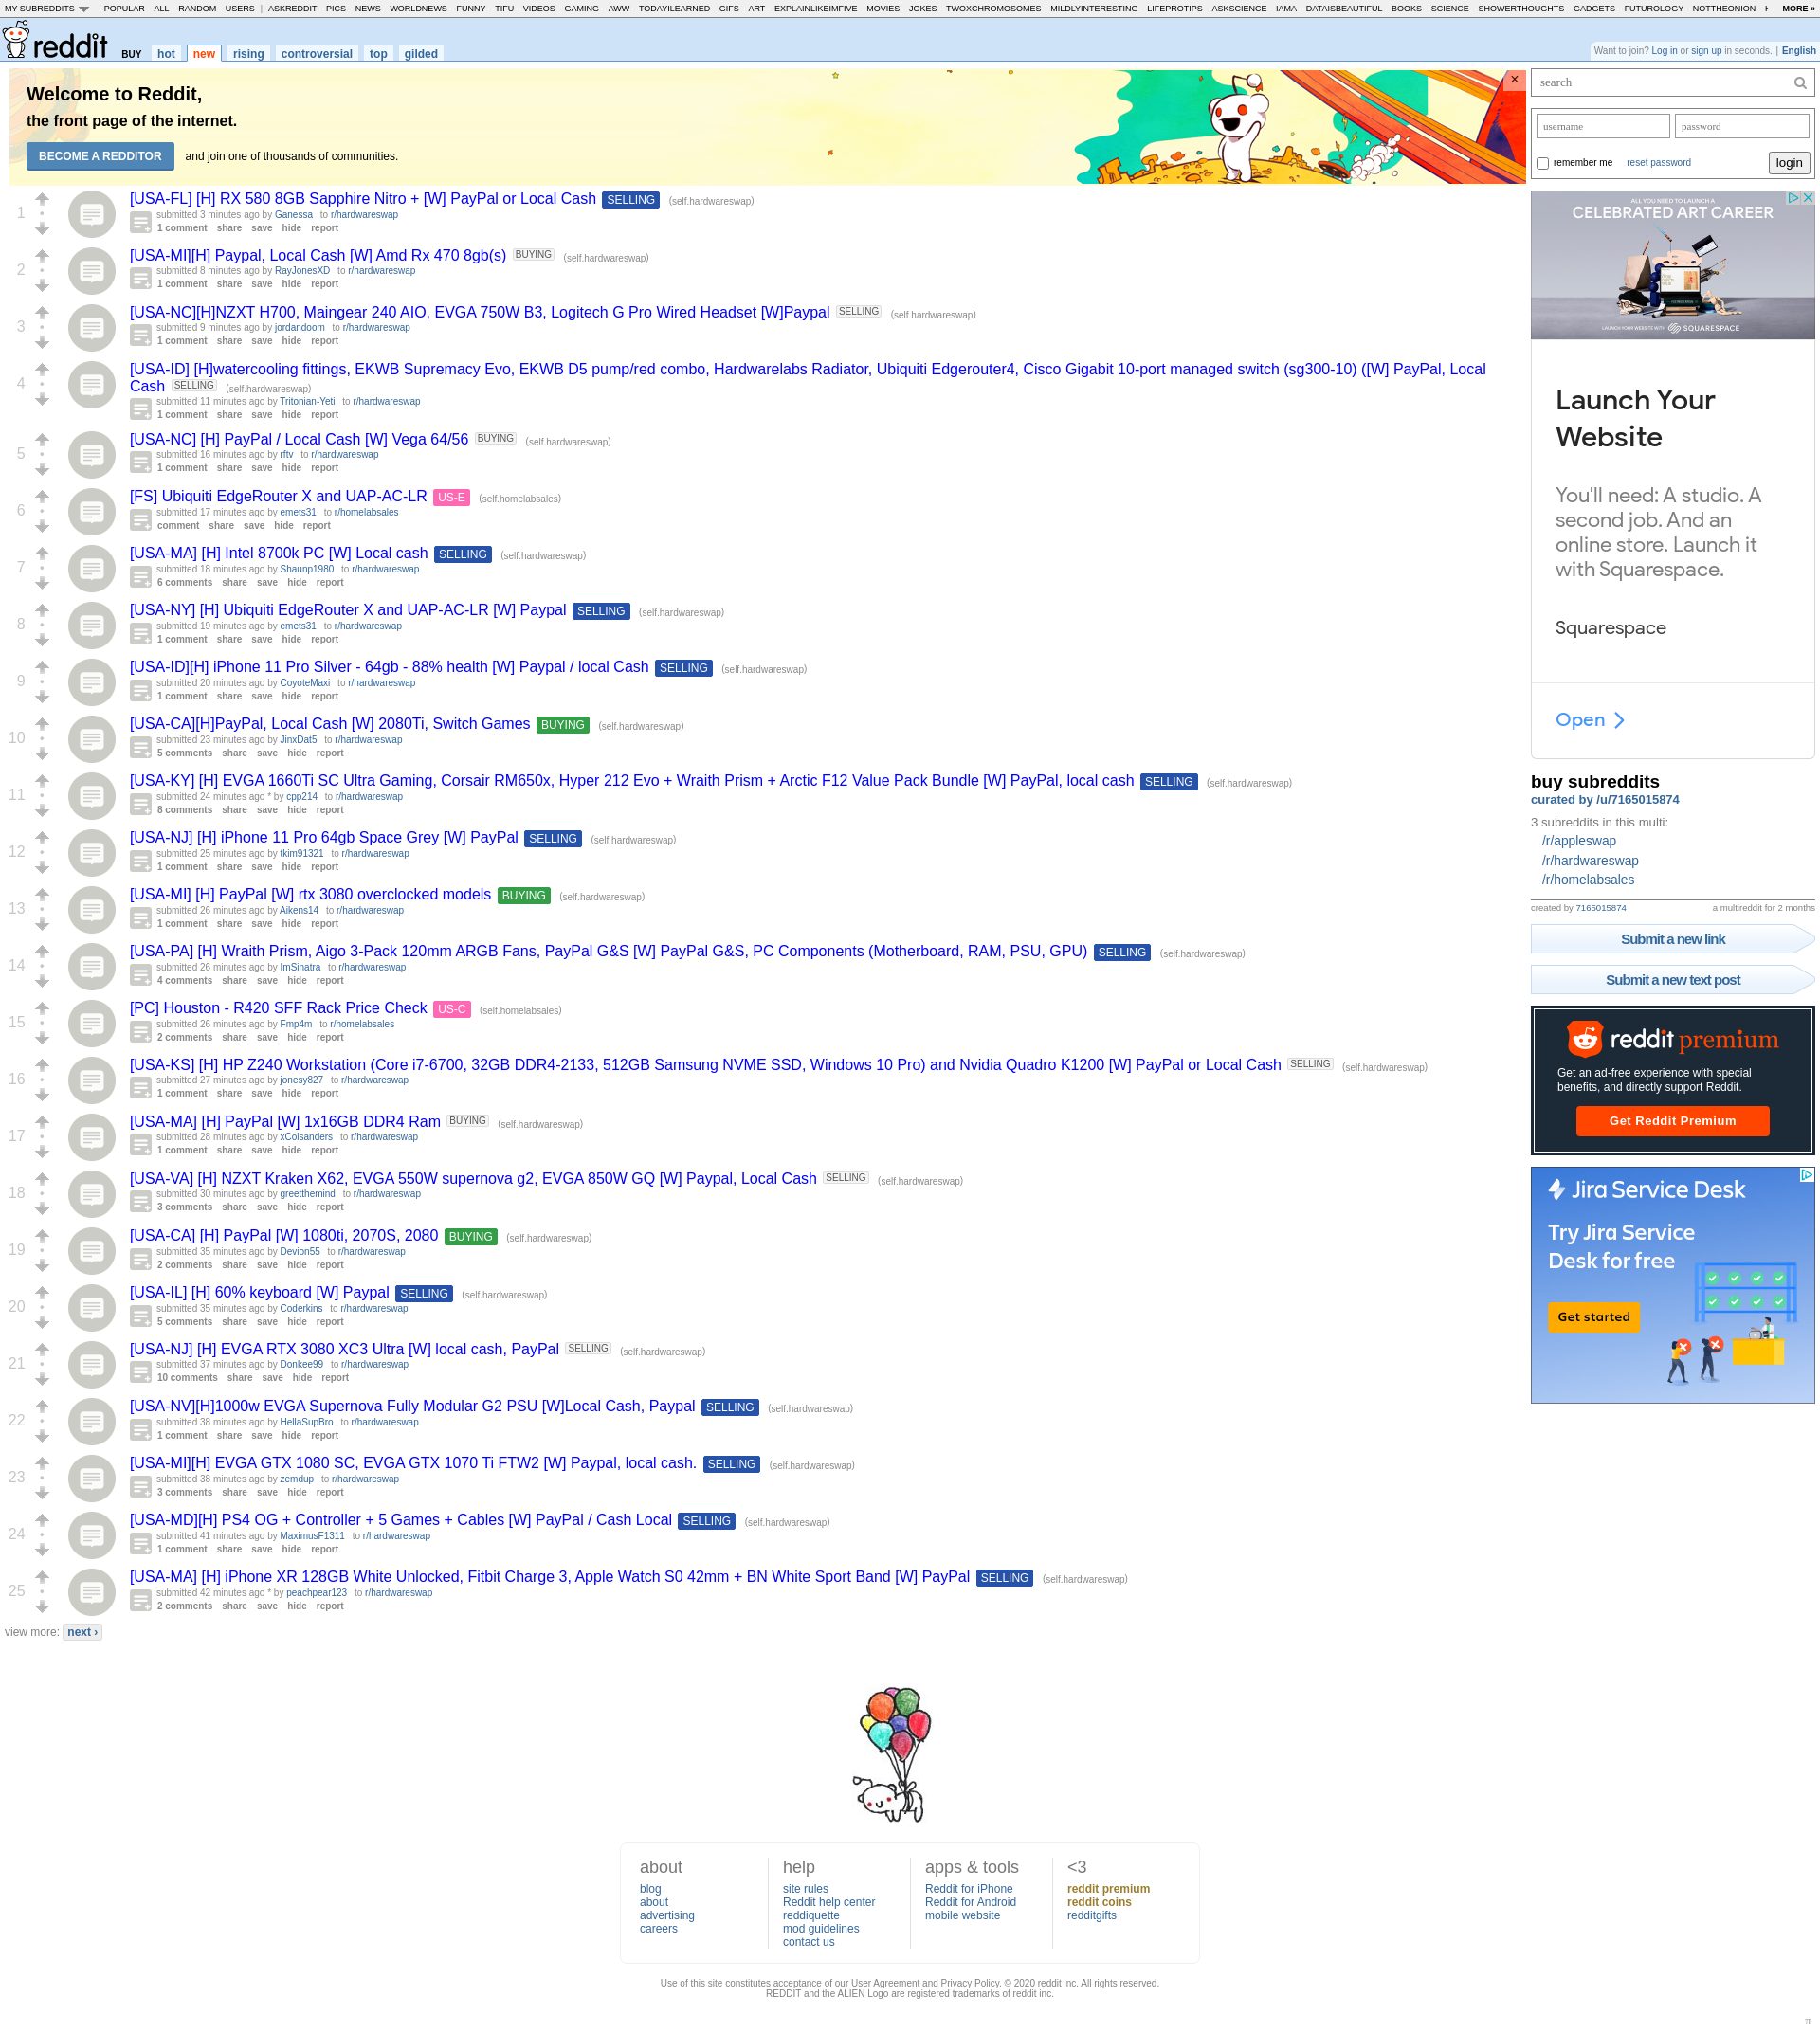 MY SUBREDDITS POPULAR - ALL - RANDOM - USERS | ASKREDDIT - PICS - NEWS - WORLDNEWS - FUNNY - TIFU - VIDEOS - GAMING - AWW - TODAYILEARNED - GIFS - ART - EXPLAINLIKEIMFIVE - MOVIES - JOKES - TWOXCHROMOSOMES - MILDLYINTERESTING - LIFEPROTIPS - ASKSCIENCE - IAMA - DATAISBEAUTIFUL - BOOKS - SCIENCE - SHOWERTHOUGHTS - GADGETS - FUTUROLOGY - NOTTHEONION - MORE »
reddit BUY hot new rising controversial top gilded
Want to join? Log in or sign up in seconds. | English
Welcome to Reddit,
the front page of the internet.
BECOME A REDDITOR and join one of thousands of communities.
×
1
[USA-FL] [H] RX 580 8GB Sapphire Nitro + [W] PayPal or Local Cash SELLING (self.hardwareswap)
submitted 3 minutes ago by Ganessa to r/hardwareswap
1 comment share save hide report
2
[USA-MI][H] Paypal, Local Cash [W] Amd Rx 470 8gb(s) BUYING (self.hardwareswap)
submitted 8 minutes ago by RayJonesXD to r/hardwareswap
1 comment share save hide report
3
[USA-NC][H]NZXT H700, Maingear 240 AIO, EVGA 750W B3, Logitech G Pro Wired Headset [W]Paypal SELLING (self.hardwareswap)
submitted 9 minutes ago by jordandoom to r/hardwareswap
1 comment share save hide report
4
[USA-ID] [H]watercooling fittings, EKWB Supremacy Evo, EKWB D5 pump/red combo, Hardwarelabs Radiator, Ubiquiti Edgerouter4, Cisco Gigabit 10-port managed switch (sg300-10) ([W] PayPal, Local
Cash SELLING (self.hardwareswap)
submitted 11 minutes ago by Tritonian-Yeti to r/hardwareswap
1 comment share save hide report
5
[USA-NC] [H] PayPal / Local Cash [W] Vega 64/56 BUYING (self.hardwareswap)
submitted 16 minutes ago by rftv to r/hardwareswap
1 comment share save hide report
6
[FS] Ubiquiti EdgeRouter X and UAP-AC-LR US-E (self.homelabsales)
submitted 17 minutes ago by emets31 to r/homelabsales
comment share save hide report
7
[USA-MA] [H] Intel 8700k PC [W] Local cash SELLING (self.hardwareswap)
submitted 18 minutes ago by Shaunp1980 to r/hardwareswap
6 comments share save hide report
8
[USA-NY] [H] Ubiquiti EdgeRouter X and UAP-AC-LR [W] Paypal SELLING (self.hardwareswap)
submitted 19 minutes ago by emets31 to r/hardwareswap
1 comment share save hide report
9
[USA-ID][H] iPhone 11 Pro Silver - 64gb - 88% health [W] Paypal / local Cash SELLING (self.hardwareswap)
submitted 20 minutes ago by CoyoteMaxi to r/hardwareswap
1 comment share save hide report
10
[USA-CA][H]PayPal, Local Cash [W] 2080Ti, Switch Games BUYING (self.hardwareswap)
submitted 23 minutes ago by JinxDat5 to r/hardwareswap
5 comments share save hide report
11
[USA-KY] [H] EVGA 1660Ti SC Ultra Gaming, Corsair RM650x, Hyper 212 Evo + Wraith Prism + Arctic F12 Value Pack Bundle [W] PayPal, local cash SELLING (self.hardwareswap)
submitted 24 minutes ago * by cpp214 to r/hardwareswap
8 comments share save hide report
12
[USA-NJ] [H] iPhone 11 Pro 64gb Space Grey [W] PayPal SELLING (self.hardwareswap)
submitted 25 minutes ago by tkim91321 to r/hardwareswap
1 comment share save hide report
13
[USA-MI] [H] PayPal [W] rtx 3080 overclocked models BUYING (self.hardwareswap)
submitted 26 minutes ago by Aikens14 to r/hardwareswap
1 comment share save hide report
14
[USA-PA] [H] Wraith Prism, Aigo 3-Pack 120mm ARGB Fans, PayPal G&S [W] PayPal G&S, PC Components (Motherboard, RAM, PSU, GPU) SELLING (self.hardwareswap)
submitted 26 minutes ago by ImSinatra to r/hardwareswap
4 comments share save hide report
15
[PC] Houston - R420 SFF Rack Price Check US-C (self.homelabsales)
submitted 26 minutes ago by Fmp4m to r/homelabsales
2 comments share save hide report
16
[USA-KS] [H] HP Z240 Workstation (Core i7-6700, 32GB DDR4-2133, 512GB Samsung NVME SSD, Windows 10 Pro) and Nvidia Quadro K1200 [W] PayPal or Local Cash SELLING (self.hardwareswap)
submitted 27 minutes ago by jonesy827 to r/hardwareswap
1 comment share save hide report
17
[USA-MA] [H] PayPal [W] 1x16GB DDR4 Ram BUYING (self.hardwareswap)
submitted 28 minutes ago by xColsanders to r/hardwareswap
1 comment share save hide report
18
[USA-VA] [H] NZXT Kraken X62, EVGA 550W supernova g2, EVGA 850W GQ [W] Paypal, Local Cash SELLING (self.hardwareswap)
submitted 30 minutes ago by greetthemind to r/hardwareswap
3 comments share save hide report
19
[USA-CA] [H] PayPal [W] 1080ti, 2070S, 2080 BUYING (self.hardwareswap)
submitted 35 minutes ago by Devion55 to r/hardwareswap
2 comments share save hide report
20
[USA-IL] [H] 60% keyboard [W] Paypal SELLING (self.hardwareswap)
submitted 35 minutes ago by Coderkins to r/hardwareswap
5 comments share save hide report
21
[USA-NJ] [H] EVGA RTX 3080 XC3 Ultra [W] local cash, PayPal SELLING (self.hardwareswap)
submitted 37 minutes ago by Donkee99 to r/hardwareswap
10 comments share save hide report
22
[USA-NV][H]1000w EVGA Supernova Fully Modular G2 PSU [W]Local Cash, Paypal SELLING (self.hardwareswap)
submitted 38 minutes ago by HellaSupBro to r/hardwareswap
1 comment share save hide report
23
[USA-MI][H] EVGA GTX 1080 SC, EVGA GTX 1070 Ti FTW2 [W] Paypal, local cash. SELLING (self.hardwareswap)
submitted 38 minutes ago by zemdup to r/hardwareswap
3 comments share save hide report
24
[USA-MD][H] PS4 OG + Controller + 5 Games + Cables [W] PayPal / Cash Local SELLING (self.hardwareswap)
submitted 41 minutes ago by MaximusF1311 to r/hardwareswap
1 comment share save hide report
25
[USA-MA] [H] iPhone XR 128GB White Unlocked, Fitbit Charge 3, Apple Watch S0 42mm + BN White Sport Band [W] PayPal SELLING (self.hardwareswap)
submitted 42 minutes ago * by peachpear123 to r/hardwareswap
2 comments share save hide report
view more: next ›
search
username password
remember me reset password login
ALL YOU NEED TO LAUNCH A
CELEBRATED ART CAREER
LAUNCH YOUR WEBSITE WITH SQUARESPACE
Launch Your
Website
You'll need: A studio. A
second job. And an
online store. Launch it
with Squarespace.
Squarespace
Open
buy subreddits
curated by /u/7165015874
3 subreddits in this multi:
/r/appleswap
/r/hardwareswap
/r/homelabsales
created by 7165015874 a multireddit for 2 months
Submit a new link
Submit a new text post
reddit premium
Get an ad-free experience with special
benefits, and directly support Reddit.
Get Reddit Premium
Jira Service Desk
Try Jira Service
Desk for free
Get started
about
blog
about
advertising
careers
help
site rules
Reddit help center
reddiquette
mod guidelines
contact us
apps & tools
Reddit for iPhone
Reddit for Android
mobile website
<3
reddit premium
reddit coins
redditgifts
Use of this site constitutes acceptance of our User Agreement and Privacy Policy. © 2020 reddit inc. All rights reserved.
REDDIT and the ALIEN Logo are registered trademarks of reddit inc.
π